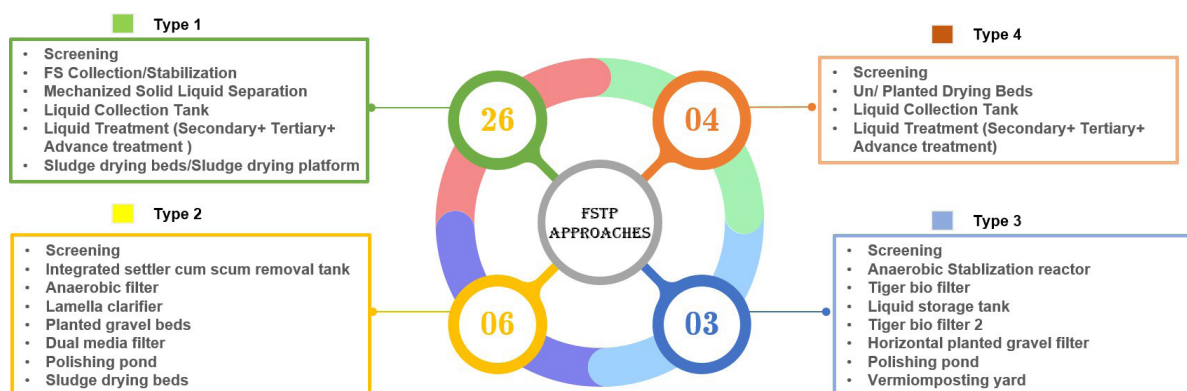 Type 1
• Screening
• FS Collection/Stabilization
• Mechanized Solid Liquid Separation
• Liquid Collection Tank
• Liquid Treatment (Secondary+ Tertiary+
Advance treatment )
• Sludge drying beds/Sludge drying platform
Type 2
• Screening
• Integrated settler cum scum removal tank
• Anaerobic filter
• Lamella clarifier
• Planted gravel beds
• Dual media filter
• Polishing pond
• Sludge drying beds
26
04
FSTP
APPROACHES
06
03
Type 4
• Screening
• Un/ Planted Drying Beds
• Liquid Collection Tank
• Liquid Treatment (Secondary+ Tertiary+
Advance treatment)
Type 3
• Screening
• Anaerobic Stablization reactor
• Tiger bio filter
• Liquid storage tank
• Tiger bio filter 2
• Horizontal planted gravel filter
• Polishing pond
• Vermiomposting yard